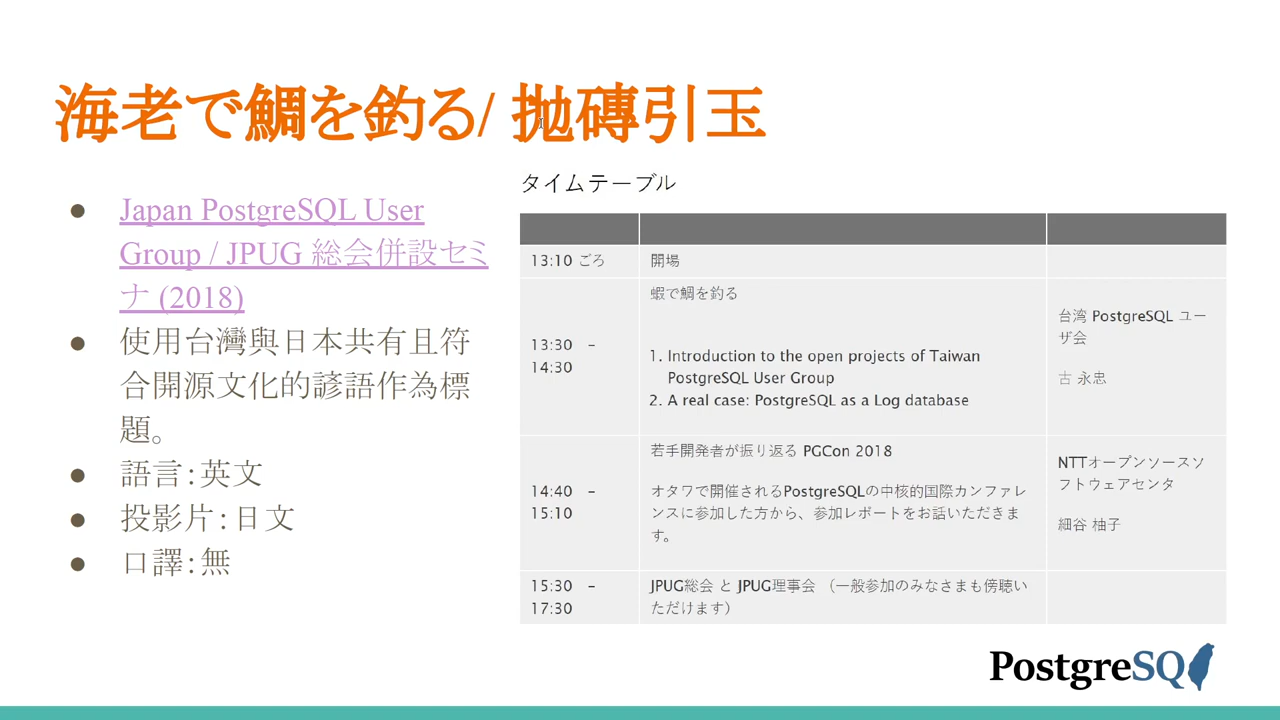 海老で鯛を釣る/ 拋磚引玉
● Japan PostgreSQL User
Group / JPUG 総会併設セミ
ナ (2018)
● 使用台灣與日本共有且符
合開源文化的諺語作為標
題。
● 語言：英文
● 投影片：日文
● 口譯：無
タイムテーブル
13:10 ごろ
開場
13:30 –
14:30
蝦で鯛を釣る
1. Introduction to the open projects of Taiwan
PostgreSQL User Group
2. A real case: PostgreSQL as a Log database
台湾 PostgreSQL ユー
ザ会
古 永忠
14:40 –
15:10
若手開発者が振り返る PGCon 2018
オタワで開催されるPostgreSQLの中核的国際カンファレ
ンスに参加した方から、参加レポートをお話いただきま
す。
NTTオープンソースソ
フトウェアセンタ
細谷 柚子
15:30 –
17:30
JPUG総会 と JPUG理事会 （一般参加のみなさまも傍聴い
ただけます）
PostgreSQ